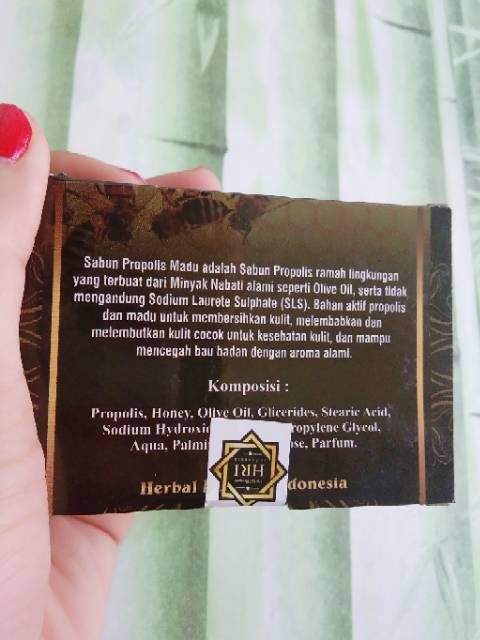 Sabun Propolis Madu adalah Sabun Propolis ramah lingkungan
yang terbuat dari Minyak Nabati alami seperti Olive Oil, serta tidak
mengandung Sodium Laurete Sulphate (SLS). Bahan aktif propolis
dan madu untuk membersihkan kulit, melembabkan dan
melembutkan kulit cocok untuk kesehatan kulit, dan mampu
mencegah bau badan dengan aroma alami.
Komposisi :
Propolis, Honey, Olive Oil, Glicerides, Stearic Acid,
Sodium Hydroxi ropylene Glycol,
Aqua, Palmi se, Parfum.
HRI
Herbal donesia